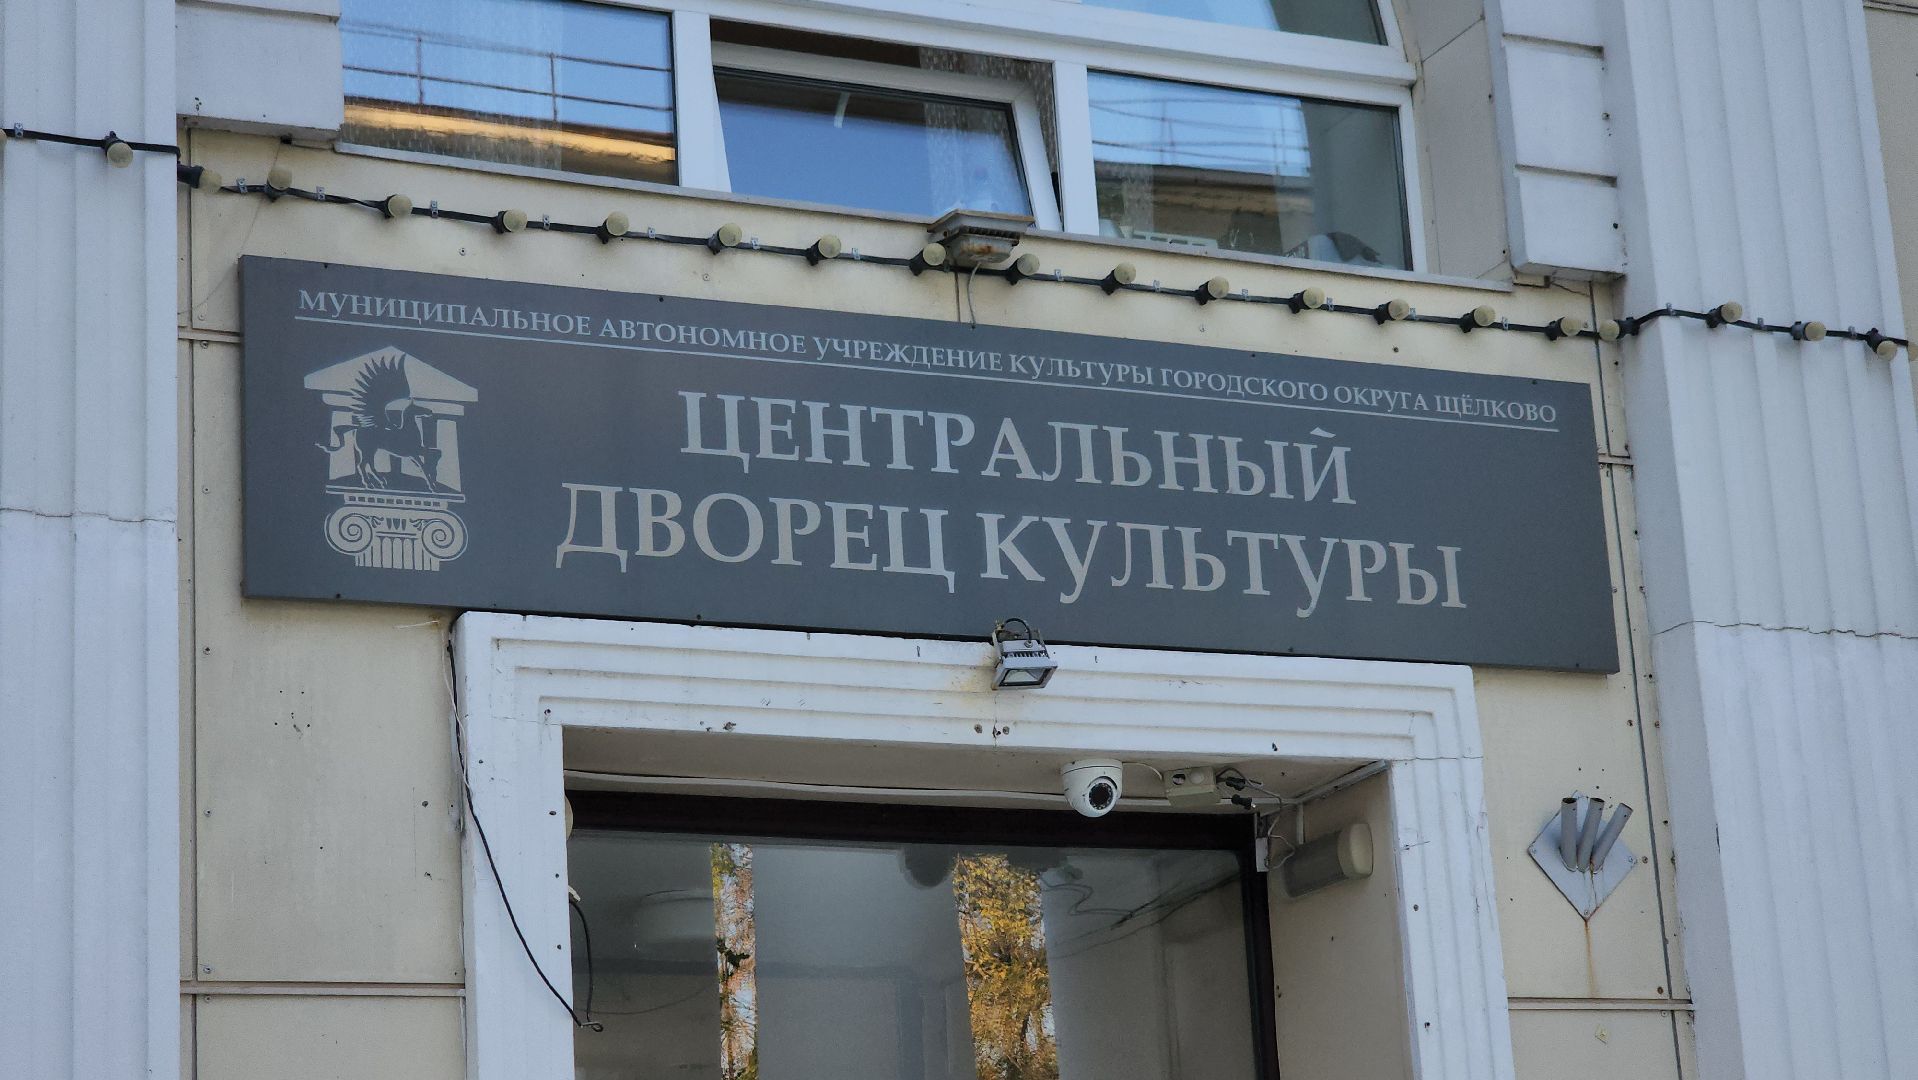 МУНИЦИПАЛЬНОЕ АВТОНОМНОЕ УЧРЕЖДЕНИЕ КУЛЬТУРЫ ГОРОДСКОГО ОКРУГА ЩЁЛКОВО
ЦЕНТРАЛЬНЫЙ
ДВОРЕЦ КУЛЬТУРЫ